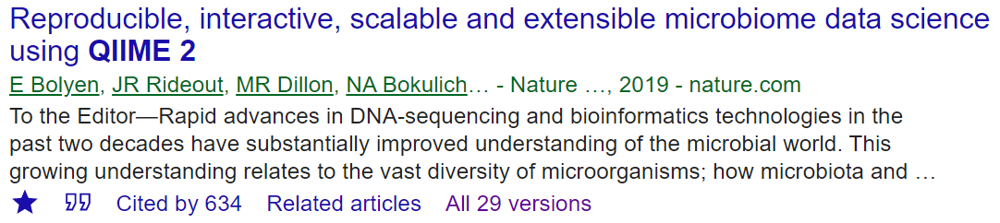 Reproducible, interactive, scalable and extensible microbiome data science
using QIIME 2
E Bolyen, JR Rideout, MR Dillon, NA Bokulich… - Nature …, 2019 - nature.com
To the Editor—Rapid advances in DNA-sequencing and bioinformatics technologies in the
past two decades have substantially improved understanding of the microbial world. This
growing understanding relates to the vast diversity of microorganisms; how microbiota and …
Cited by 634 Related articles All 29 versions